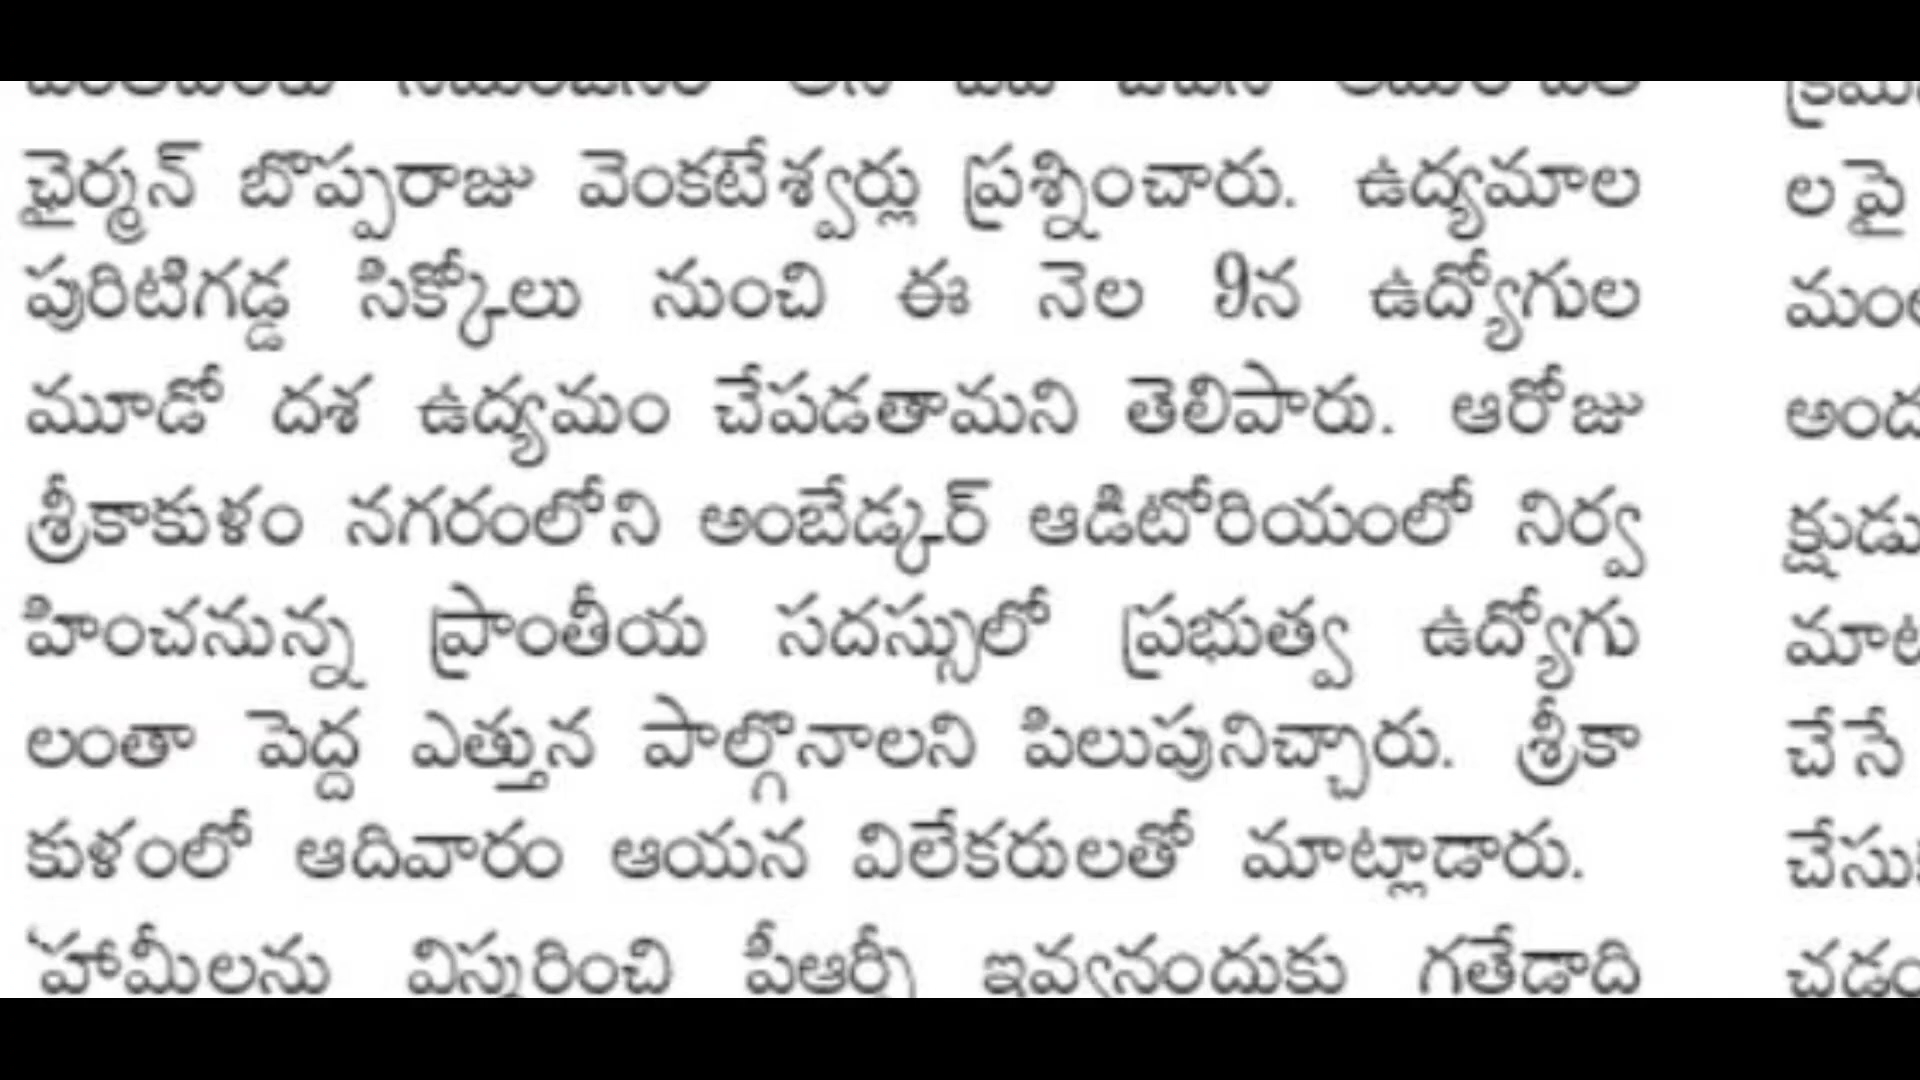 ఛైర్మన్ బొప్పరాజు వెంకటేశ్వర్లు ప్రశ్నించారు. ఉద్యమాల
పురిటిగడ్డ సిక్కోలు నుంచి ఈ నెల 9న ఉద్యోగుల
మూడో దశ ఉద్యమం చేపడతామని తెలిపారు. ఆరోజు
శ్రీకాకుళం నగరంలోని అంబేడ్కర్ ఆడిటోరియంలో నిర్వ
హించనున్న ప్రాంతీయ సదస్సులో ప్రభుత్వ ఉద్యోగు
లంతా పెద్ద ఎత్తున పాల్గొనాలని పిలుపునిచ్చారు. శ్రీకా
కుళంలో ఆదివారం ఆయన విలేకరులతో మాట్లాడారు.
‘హామీలను విస్మరించి పీఆర్సీ ఇవ్వనందుకు గతేడాది
లపై
చేసే